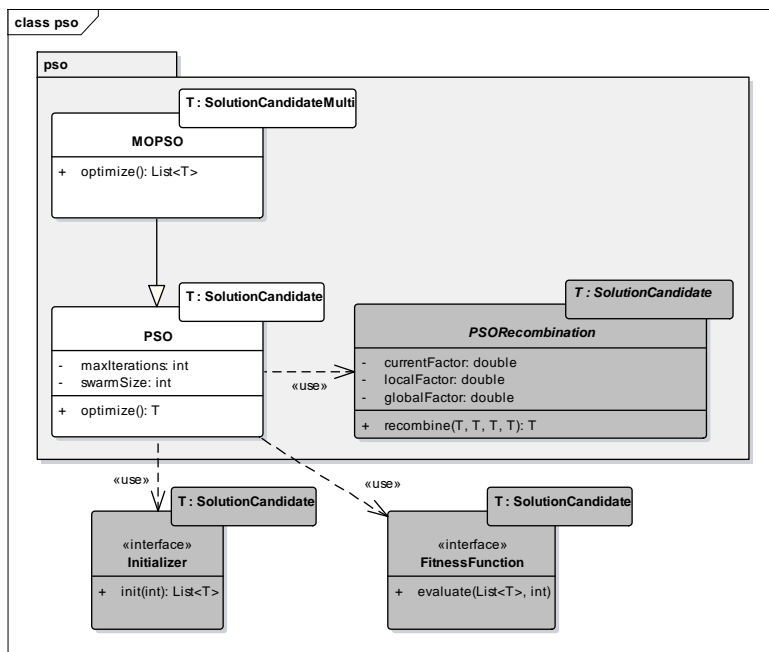 class pso
pso
T : SolutionCandidateMulti
MOPSO
+ optimize(): List<T>
T : SolutionCandidate
PSO
- maxIterations: int
- swarmSize: int
+ optimize(): T
«use»
T : SolutionCandidate
PSORecombination
- currentFactor: double
- localFactor: double
- globalFactor: double
+ recombine(T, T, T, T): T
«use»
«use»
T : SolutionCandidate
«interface»
Initializer
+ init(int): List<T>
T : SolutionCandidate
«interface»
FitnessFunction
+ evaluate(List<T>, int)